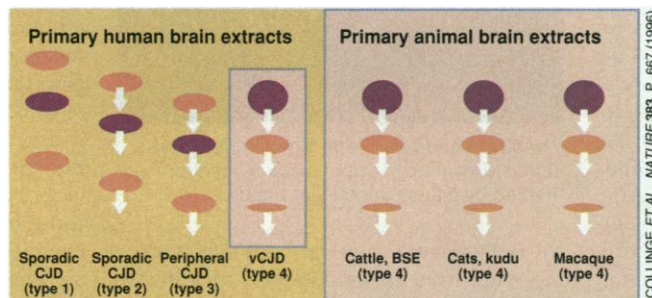 Primary human brain extracts
Primary animal brain extracts
Sporadic CJD (type 1)
Sporadic CJD (type 2)
Peripheral CJD (type 3)
vCJD (type 4)
Cattle, BSE (type 4)
Cats, kudu (type 4)
Macaque (type 4)
COLLINGE ET AL., NATURE 383, P. 667 (1996)